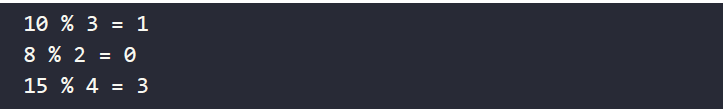 10 % 3 = 1
8 % 2 = 0
15 % 4 = 3